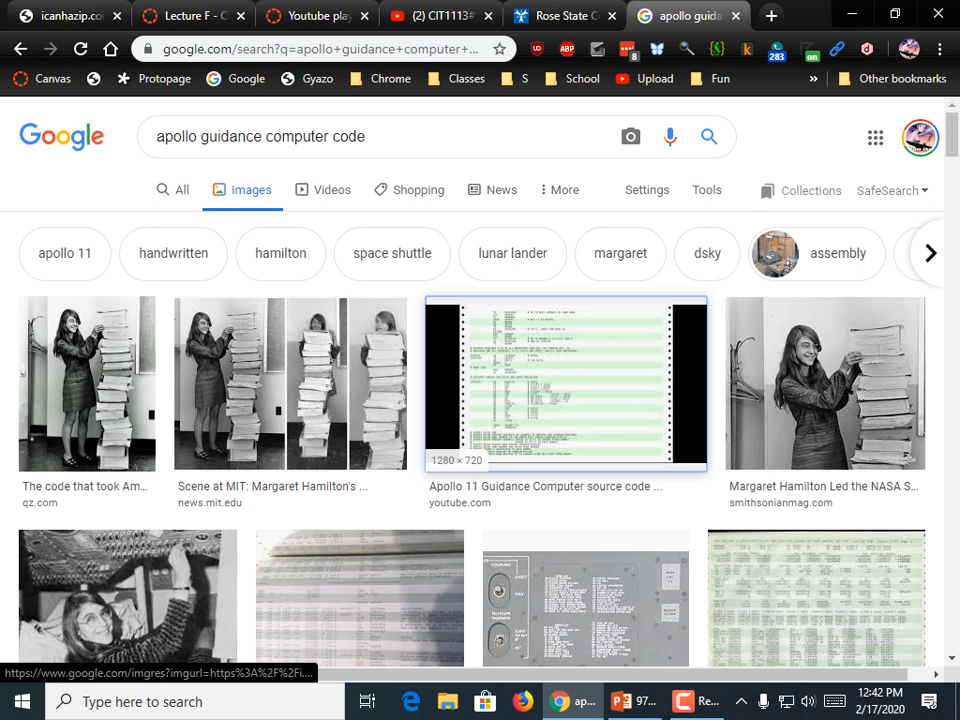 icanhazip.com
Lecture F - C
Youtube play
(2) CIT1113#
Rose State C
apollo guida
google.com/search?q=apollo+guidance+computer+...
8
283
on
Canvas
Protopage
Google
Gyazo
Chrome
Classes
S
School
Upload
Fun
»
Other bookmarks
Google
apollo guidance computer code
All
Images
Videos
Shopping
News
More
Settings
Tools
Collections
SafeSearch
apollo 11
handwritten
hamilton
space shuttle
lunar lander
margaret
dsky
assembly
1280 × 720
The code that took Am...
qz.com
Scene at MIT: Margaret Hamilton's ...
news.mit.edu
Apollo 11 Guidance Computer source code ...
youtube.com
Margaret Hamilton Led the NASA S...
smithsonianmag.com
https://www.google.com/imgres?imgurl=https%3A%2F%2Fi...
Type here to search
ap...
97...
Re...
12:42 PM
2/17/2020